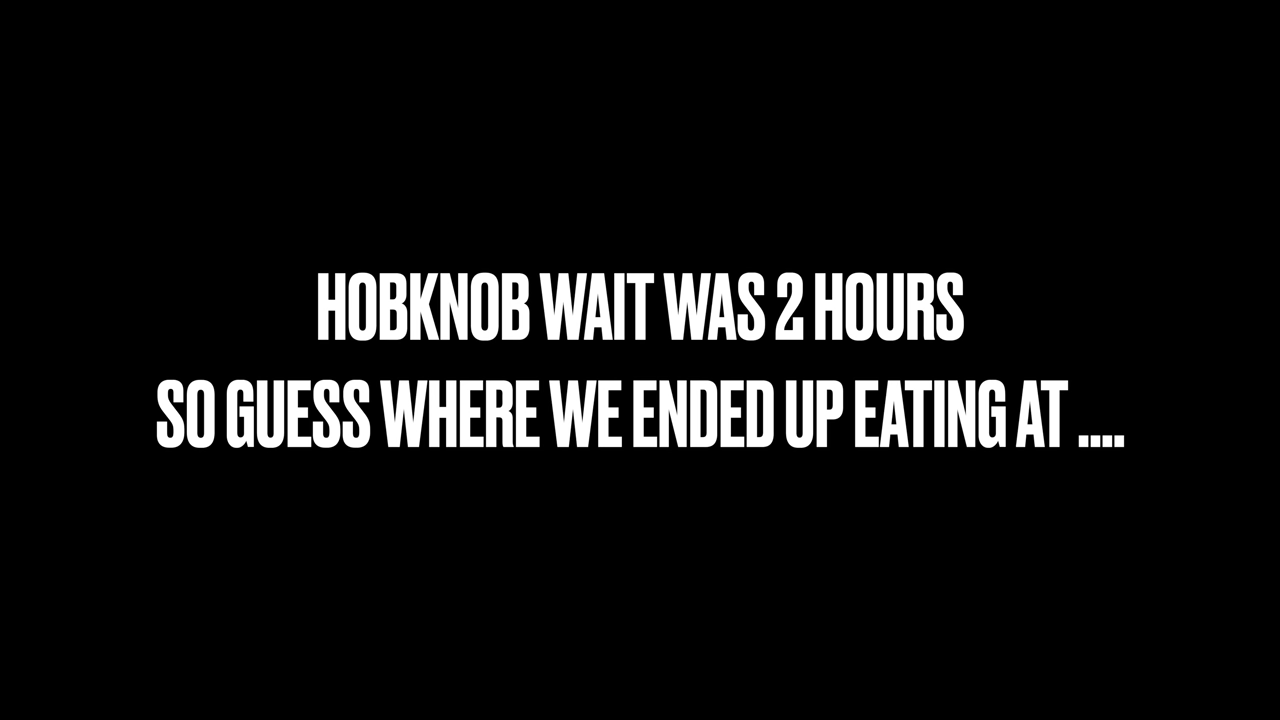 HOBKNOB WAIT WAS 2 HOURS
SO GUESS WHERE WE ENDED UP EATING AT ....